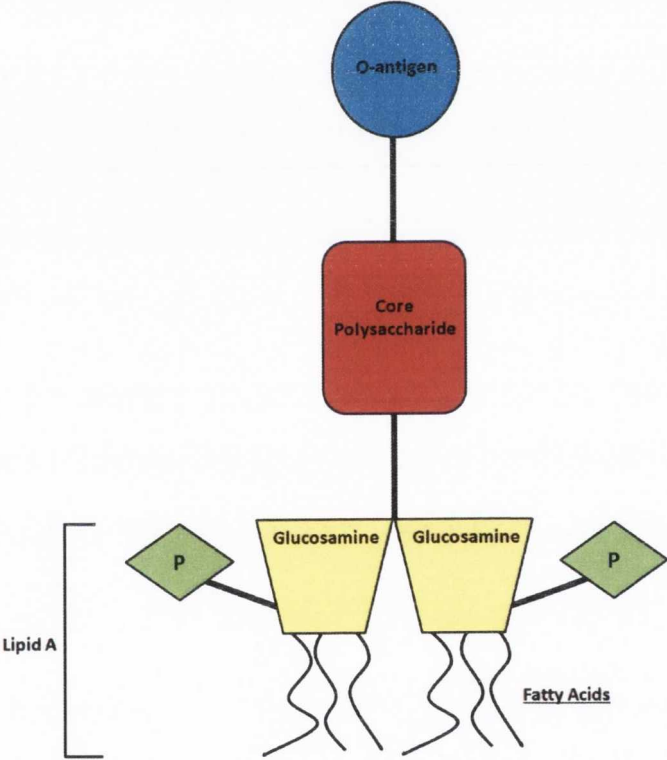 O-antigen
Core
Polysaccharide
Glucosamine
Glucosamine
P
P
Lipid A
Fatty Acids